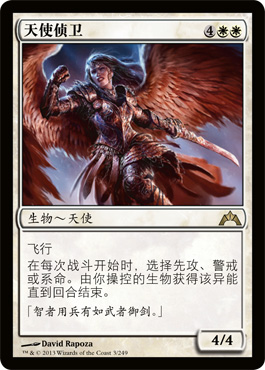 天使侦卫 4
生物～天使
飞行
在每次战斗开始时，选择先攻、警戒
或系命。由你操控的生物获得该异能
直到回合结束。
「智者用兵有如武者御剑。」
David Rapoza
™ & © 2013 Wizards of the Coast 3/249
4/4